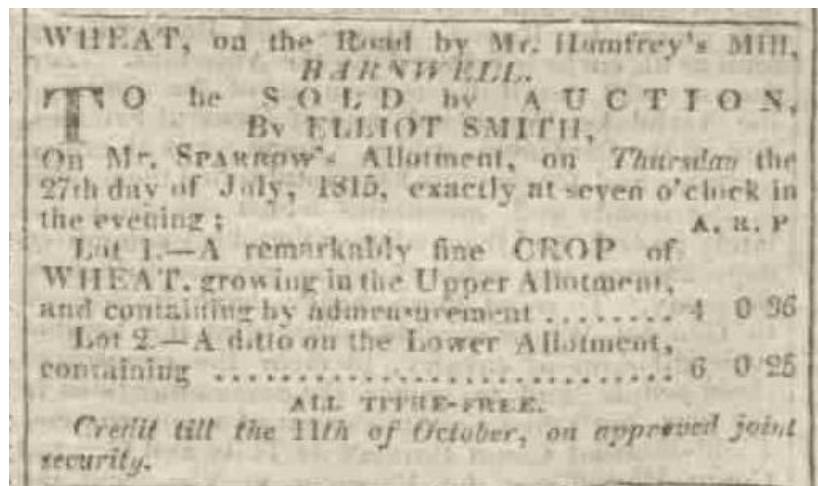 WHEAT, on the Road by Mr. Humfrey's Mill,
BARNWELL.
TO be SOLD by AUCTION,
By ELLIOT SMITH,
On Mr. SPARROW's Allotment, on Thursday the
27th day of July, 1815, exactly at seven o'clock in
the evening;
A. R. P
Lot 1.—A remarkably fine CROP of
WHEAT, growing in the Upper Allotment,
and containing by admeasurement ........ 4 0 36
Lot 2.—A ditto on the Lower Allotment,
containing ............................... 6 0 25
ALL TITHE-FREE.
Credit till the 11th of October, on approved joint
security.